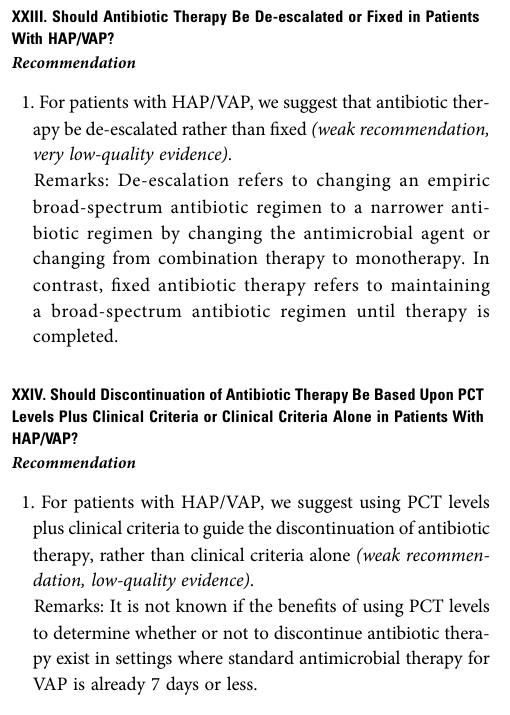 XXIII. Should Antibiotic Therapy Be De-escalated or Fixed in Patients
With HAP/VAP?
Recommendation
1. For patients with HAP/VAP, we suggest that antibiotic ther-
apy be de-escalated rather than fixed (weak recommendation,
very low-quality evidence).
Remarks: De-escalation refers to changing an empiric
broad-spectrum antibiotic regimen to a narrower anti-
biotic regimen by changing the antimicrobial agent or
changing from combination therapy to monotherapy. In
contrast, fixed antibiotic therapy refers to maintaining
a broad-spectrum antibiotic regimen until therapy is
completed.
XXIV. Should Discontinuation of Antibiotic Therapy Be Based Upon PCT
Levels Plus Clinical Criteria or Clinical Criteria Alone in Patients With
HAP/VAP?
Recommendation
1. For patients with HAP/VAP, we suggest using PCT levels
plus clinical criteria to guide the discontinuation of antibiotic
therapy, rather than clinical criteria alone (weak recommen-
dation, low-quality evidence).
Remarks: It is not known if the benefits of using PCT levels
to determine whether or not to discontinue antibiotic thera-
py exist in settings where standard antimicrobial therapy for
VAP is already 7 days or less.